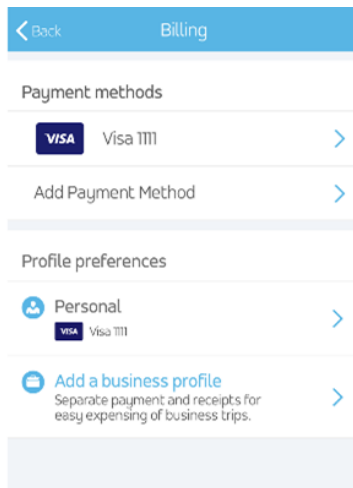 Back
Billing
Payment methods
VISA Visa 1111
Add Payment Method
Profile preferences
Personal
VISA Visa 1111
Add a business profile
Separate payment and receipts for
easy expensing of business trips.